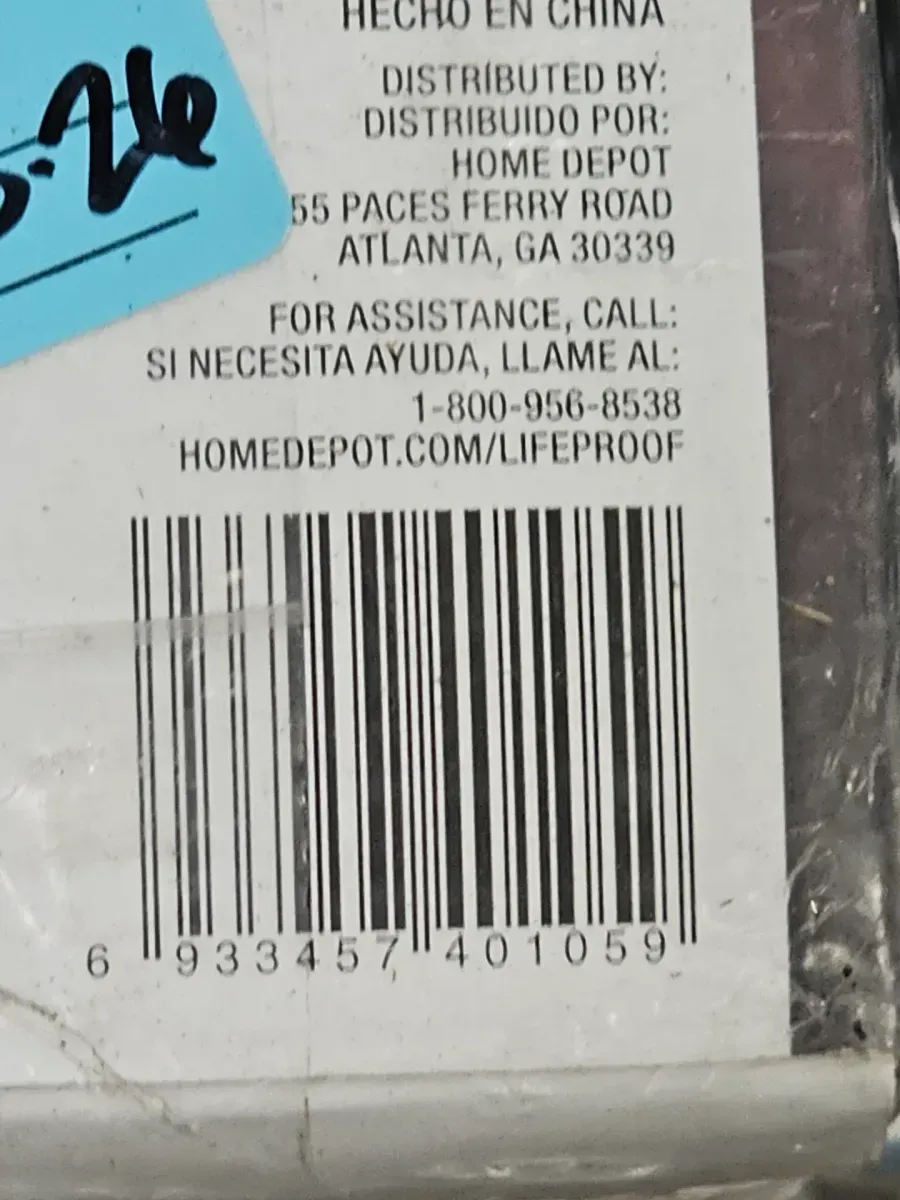 HECHO EN CHINA
26
DISTRIBUTED BY:
DISTRIBUIDO POR:
HOME DEPOT
55 PACES FERRY ROAD
ATLANTA, GA 30339
FOR ASSISTANCE, CALL:
SI NECESITA AYUDA, LLAME AL:
1-800-956-8538
HOMEDEPOT.COM/LIFEPROOF
6 933457 401059